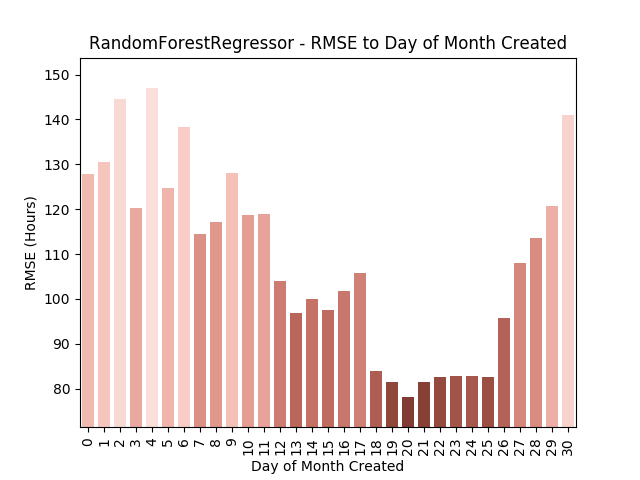 RandomForestRegressor - RMSE to Day of Month Created
150
140
130
120
110
100
90
80
RMSE (Hours)
0 1 2 3 4 5 6 7 8 9 10 11 12 13 14 15 16 17 18 19 20 21 22 23 24 25 26 27 28 29 30
Day of Month Created